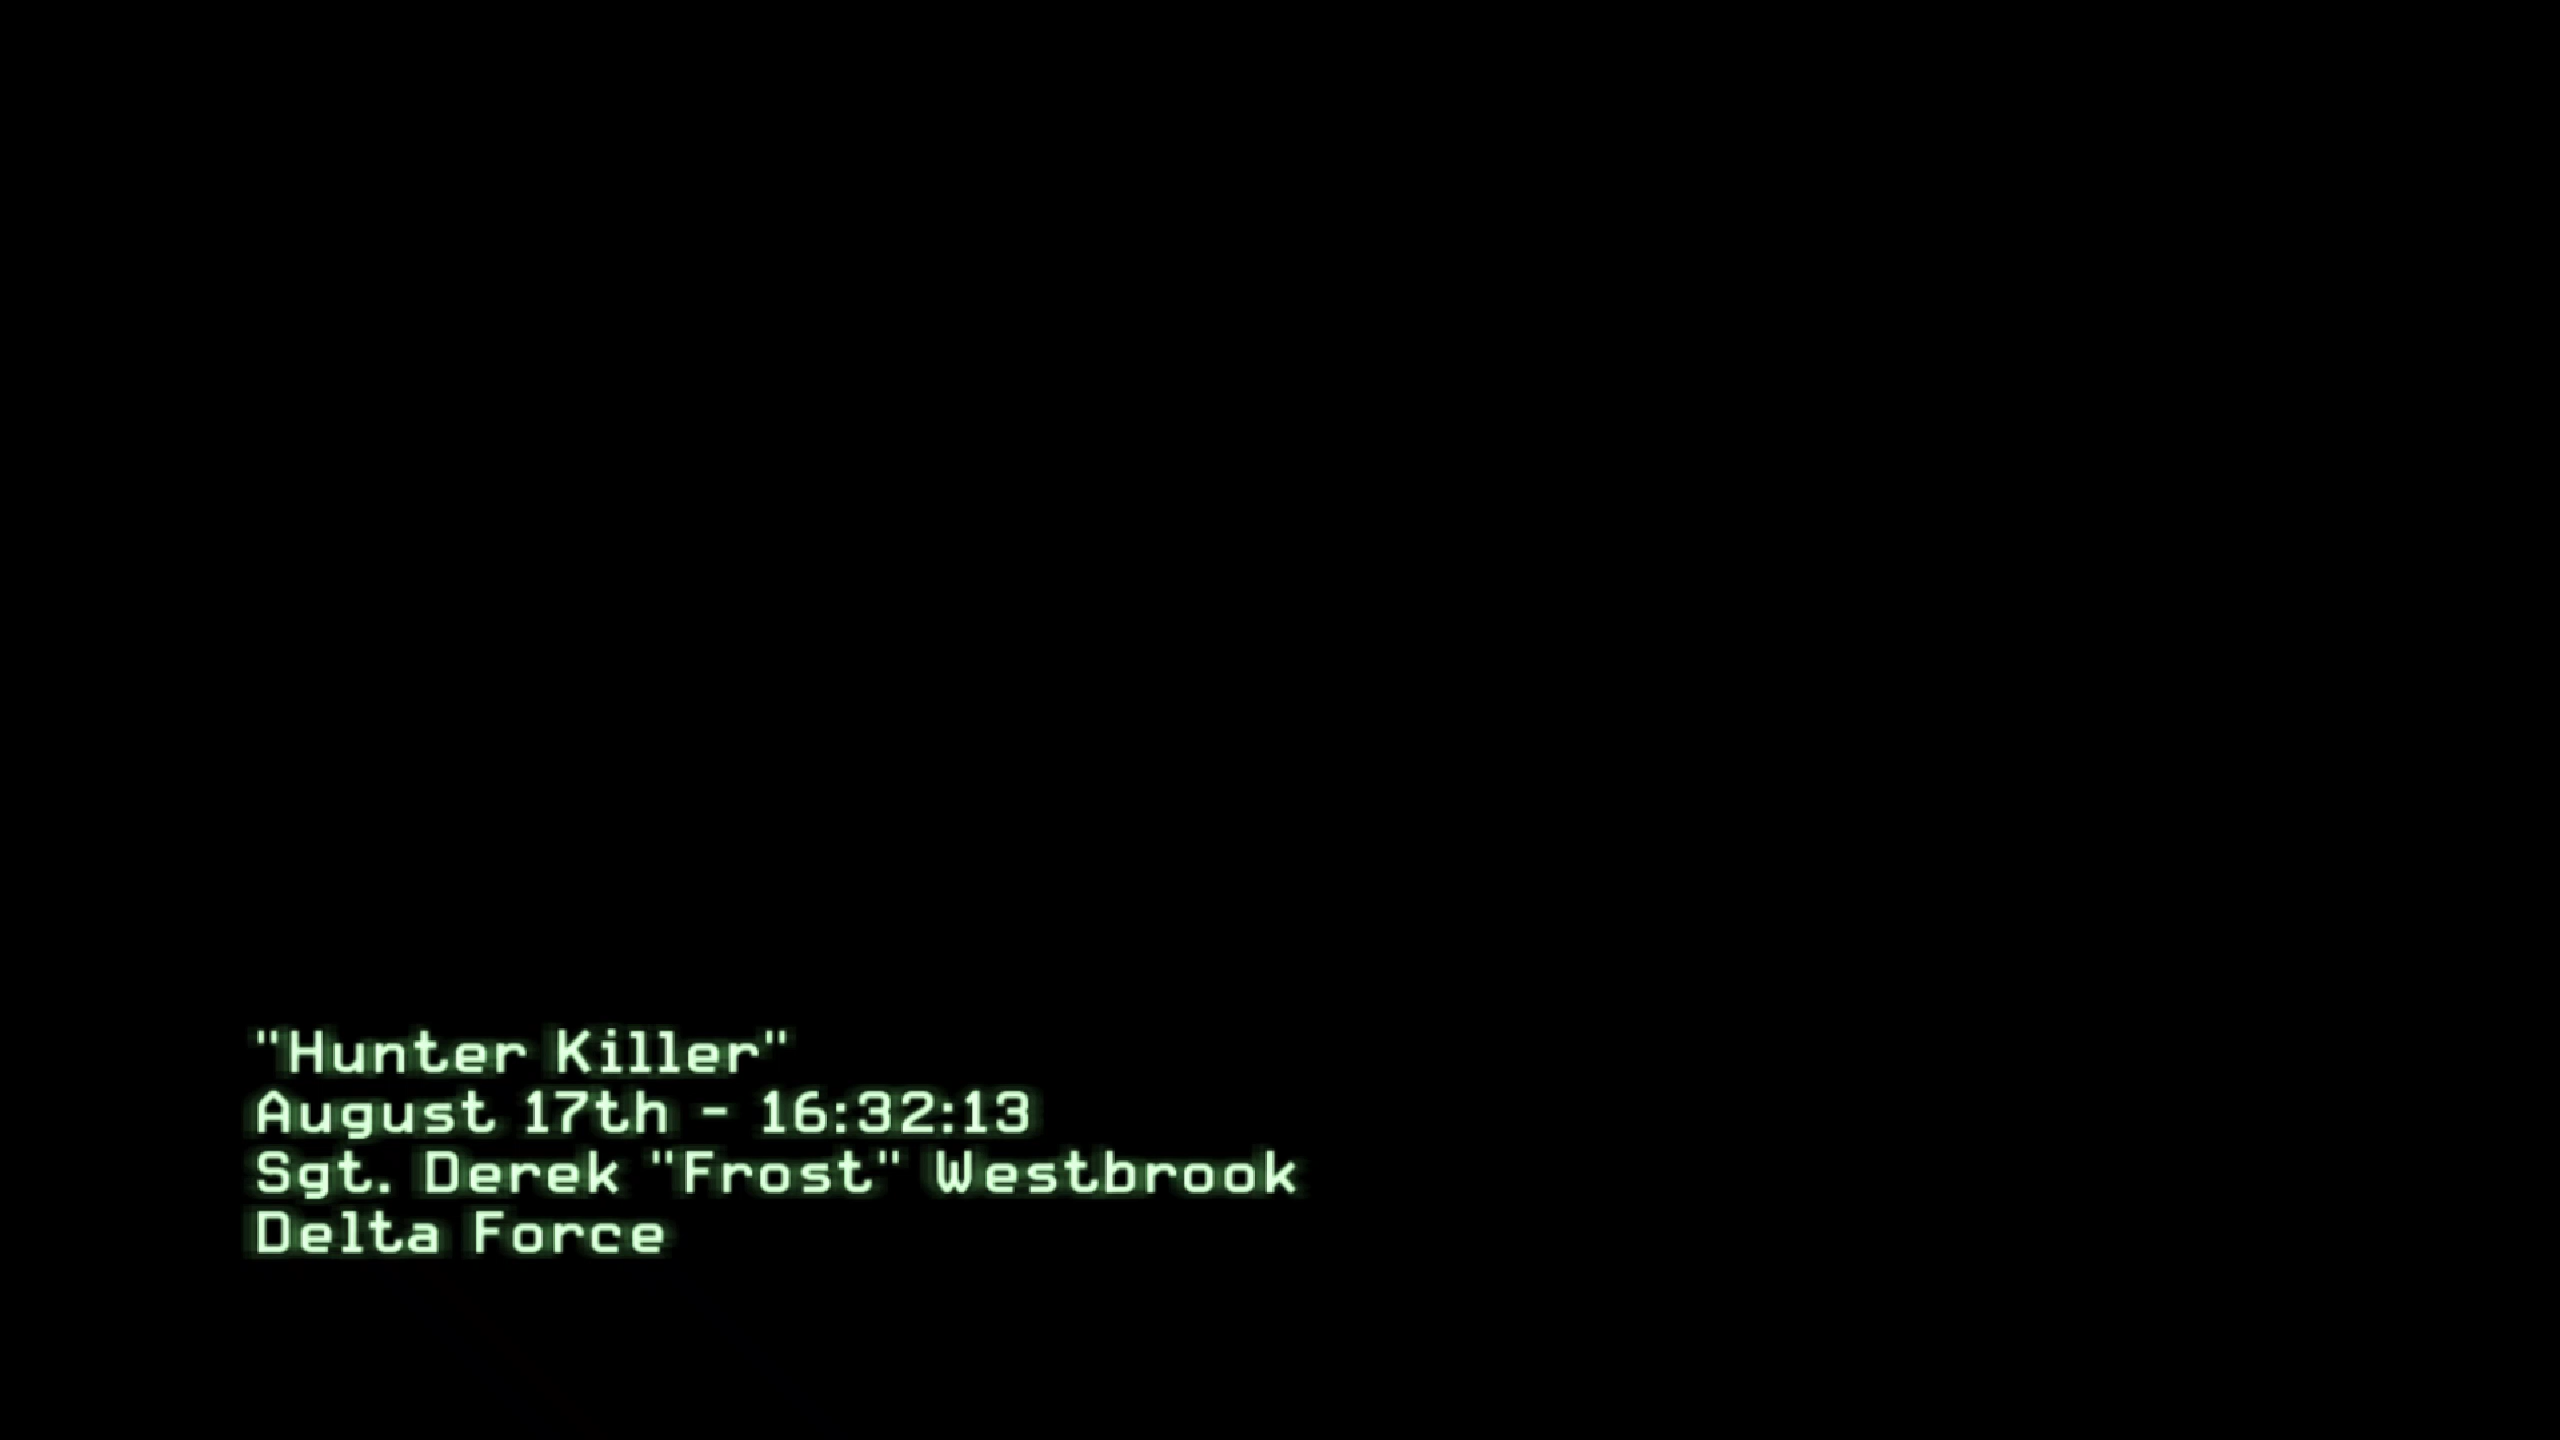 "Hunter Killer"
August 17th - 16:32:13
Sgt. Derek "Frost" Westbrook
Delta Force